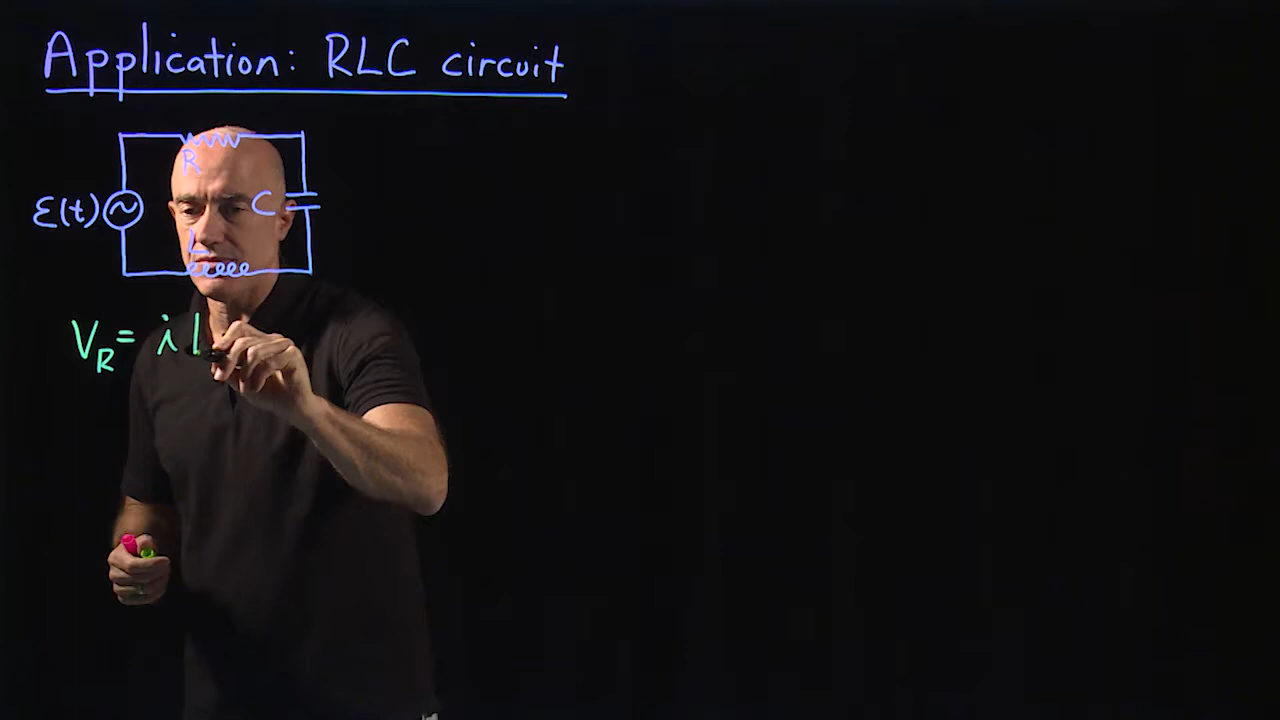 Application: RLC circuit
R
ε(t) C
L
V_R = i